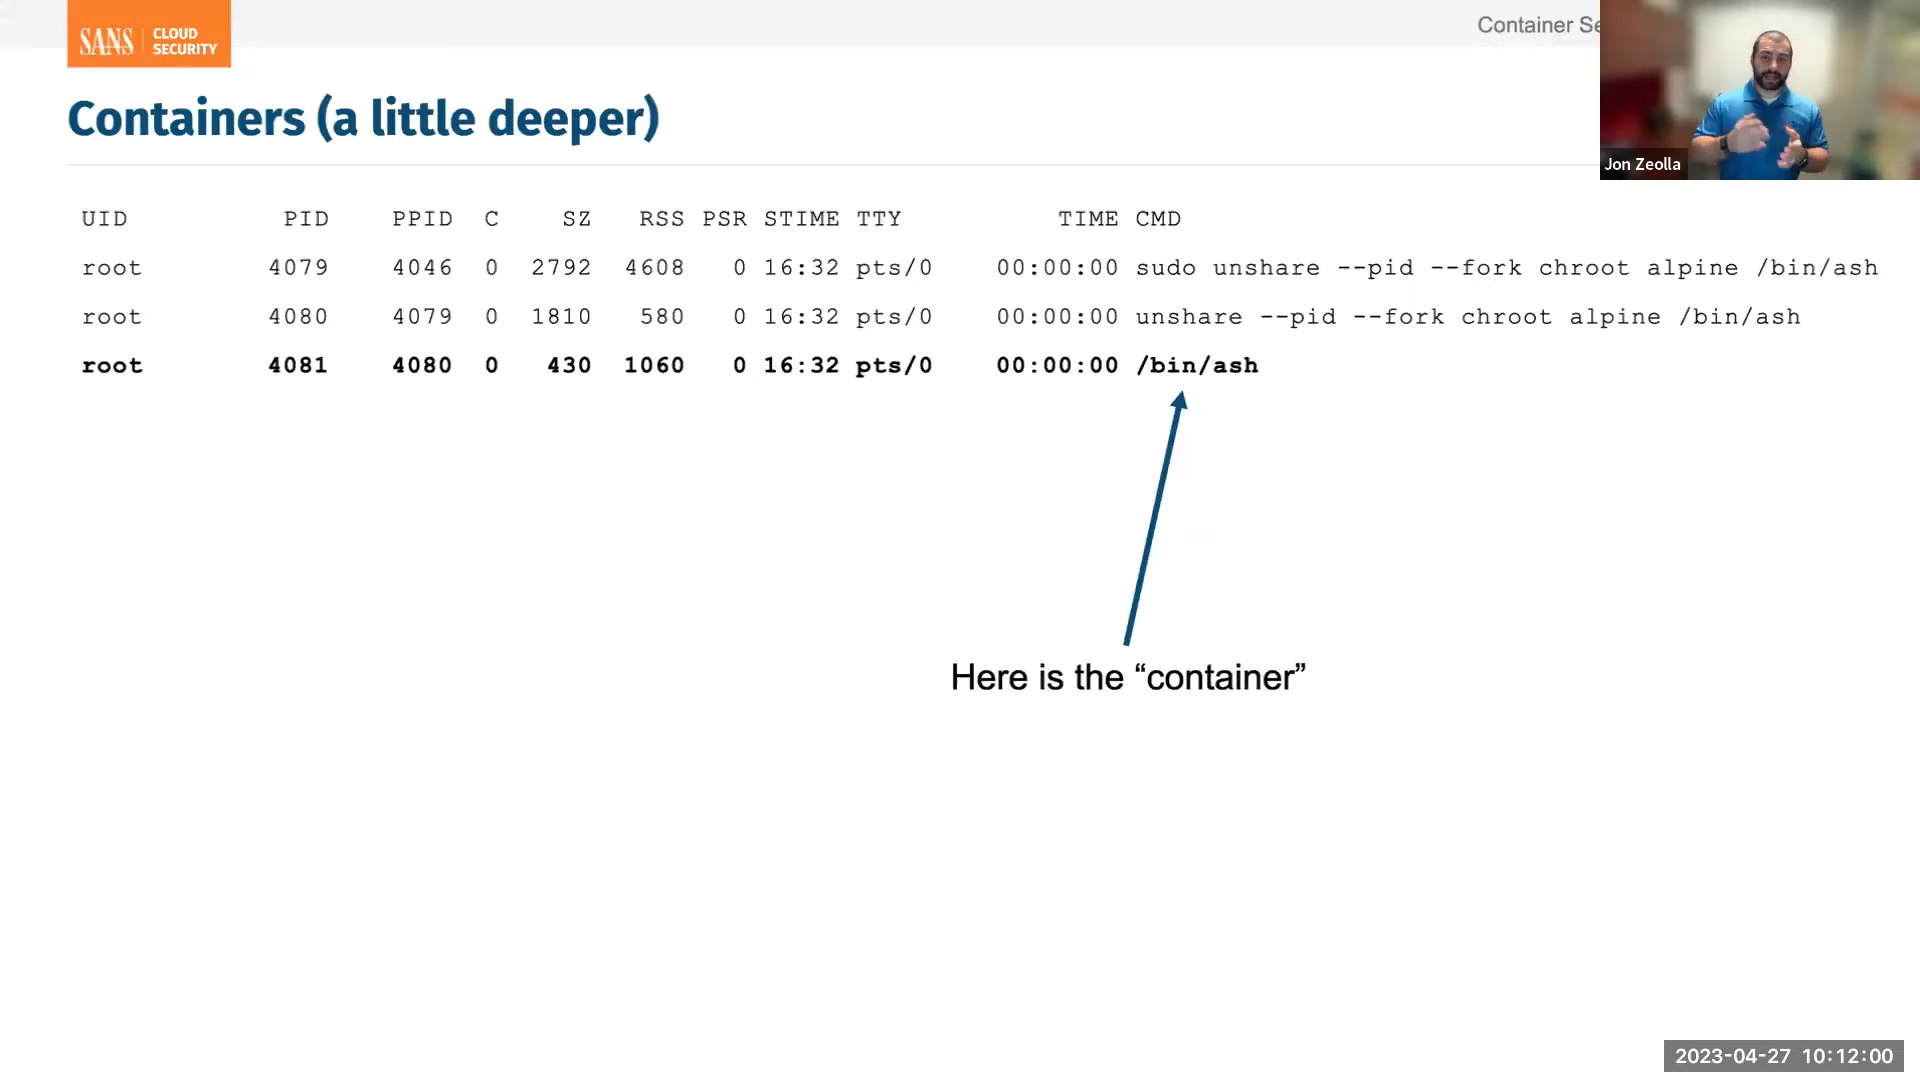 SANS
CLOUD
SECURITY
Container Se
Jon Zeolla
Containers (a little deeper)
UID PID PPID C SZ RSS PSR STIME TTY TIME CMD
root 4079 4046 0 2792 4608 0 16:32 pts/0 00:00:00 sudo unshare --pid --fork chroot alpine /bin/ash
root 4080 4079 0 1810 580 0 16:32 pts/0 00:00:00 unshare --pid --fork chroot alpine /bin/ash
root 4081 4080 0 430 1060 0 16:32 pts/0 00:00:00 /bin/ash
Here is the “container”
2023-04-27 10:12:00